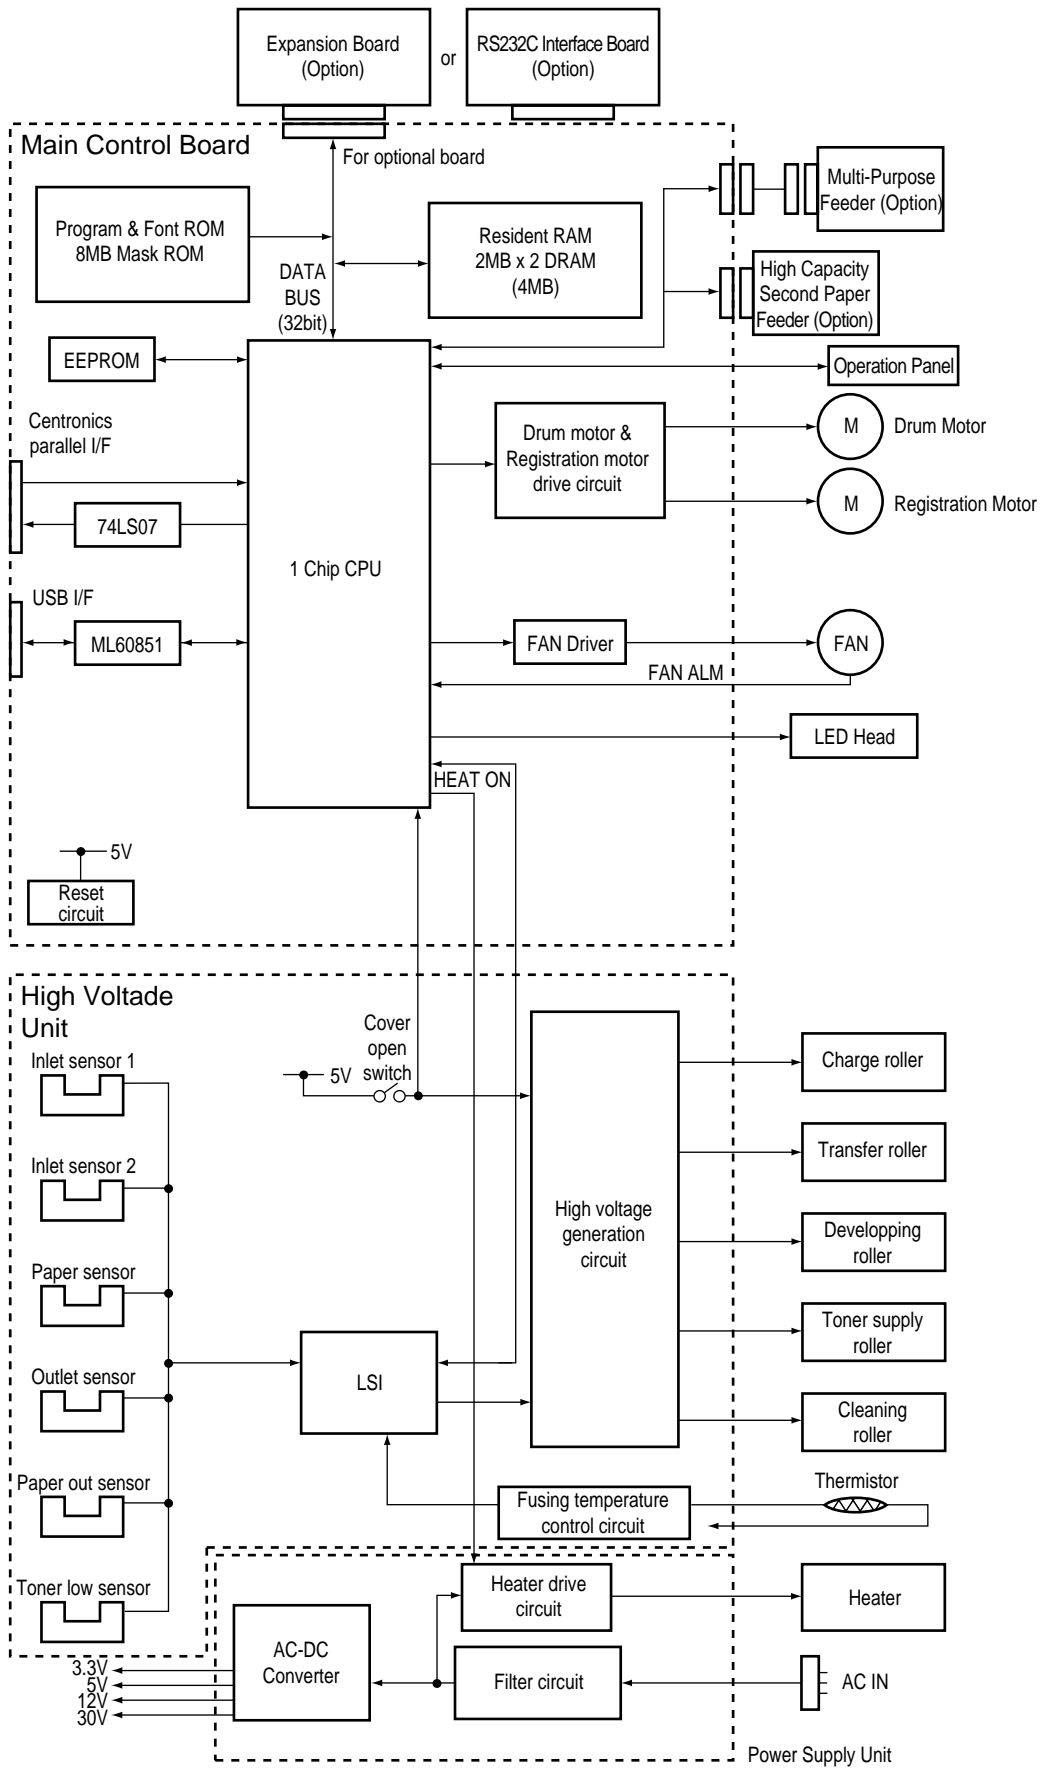 Expansion Board
(Option)
or
RS232C Interface Board
(Option)
Main Control Board
For optional board
Program & Font ROM
8MB Mask ROM
Resident RAM
2MB x 2 DRAM
(4MB)
DATA
BUS
(32bit)
Multi-Purpose
Feeder (Option)
High Capacity
Second Paper
Feeder (Option)
EEPROM
Operation Panel
Centronics
parallel I/F
Drum motor &
Registration motor
drive circuit
M
Drum Motor
M
Registration Motor
74LS07
1 Chip CPU
USB I/F
ML60851
FAN Driver
FAN
FAN ALM
LED Head
HEAT ON
5V
Reset
circuit
High Voltade
Unit
Cover
open
switch
5V
Inlet sensor 1
Inlet sensor 2
Paper sensor
Outlet sensor
Paper out sensor
Toner low sensor
High voltage
generation
circuit
Charge roller
Transfer roller
Developping
roller
Toner supply
roller
Cleaning
roller
LSI
Thermistor
Fusing temperature
control circuit
Heater drive
circuit
Heater
AC-DC
Converter
Filter circuit
AC IN
3.3V
5V
12V
30V
Power Supply Unit